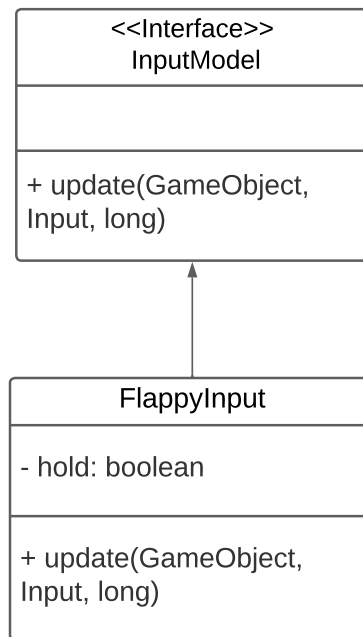 <<Interface>>
InputModel
+ update(GameObject,
Input, long)
FlappyInput
- hold: boolean
+ update(GameObject,
Input, long)